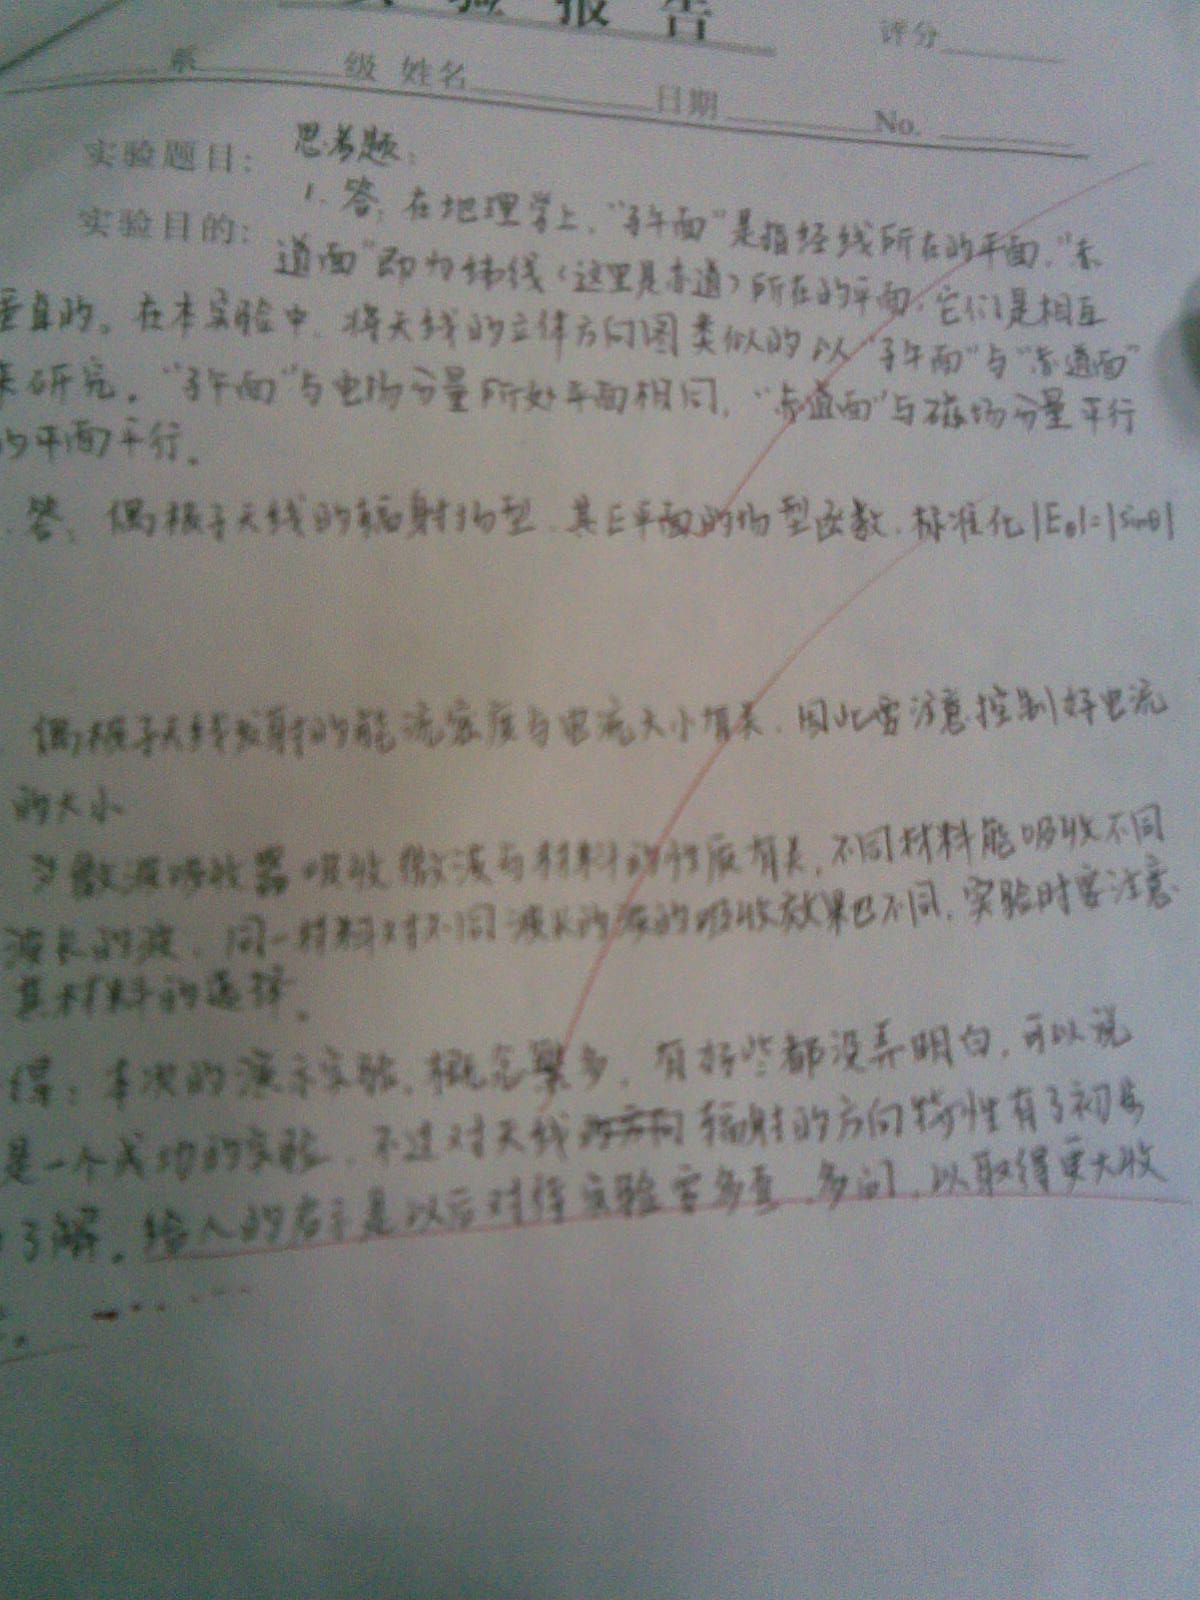 验报告
评分
系 级 姓名 日期 No.
实验题目: 思考题:
1. 答: 在地理学上, “子午面”是指经线所在的平面, “赤
实验目的:
道面”即为纬线(这里是赤道)所在的平面, 它们是相互
垂直的。在本实验中, 将天线的立体方向图类似的以“子午面”与“赤道面”
来研究。“子午面”与电场分量所处平面相同, “赤道面”与磁场分量平行
的平面平行。
答: 偶极子天线的辐射场型, 其E平面的场型函数, 标准化|Eθ|=|sinθ|
偶极子天线发射的能流密度与电流大小有关, 因此要注意控制好电流
的大小
微波吸收器吸收微波与材料的性质有关, 不同材料能吸收不同
波长的波, 同一材料对不同波长的波的吸收效果也不同, 实验时要注意
其材料的选择。
得: 本次的演示实验, 概念繁多, 有好些都没弄明白, 可以说
是一个成功的实验, 不过对天线辐射的方向特性有了初步
了解。给人的启示是以后对待实验要多查, 多问, 以取得更大收